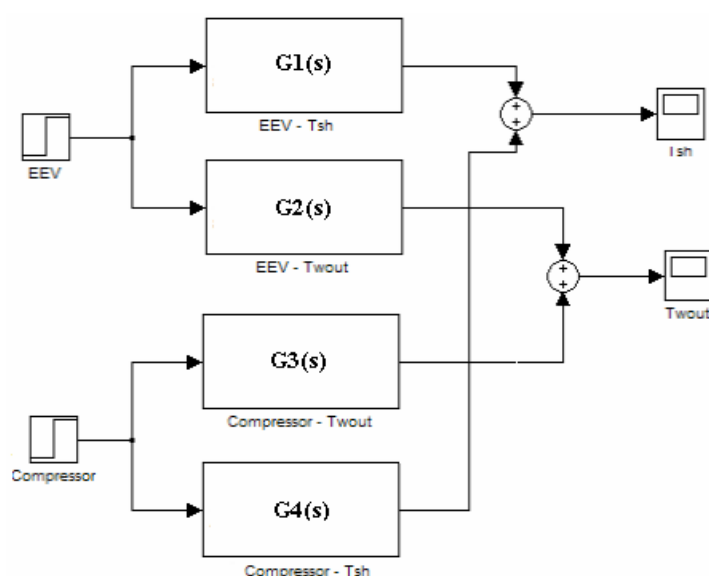 G1(s)
EEV - Tsh
EEV
Tsh
G2(s)
EEV - Twout
Twout
G3(s)
Compressor - Twout
Compressor
G4(s)
Compressor - Tsh
+
+
+
+